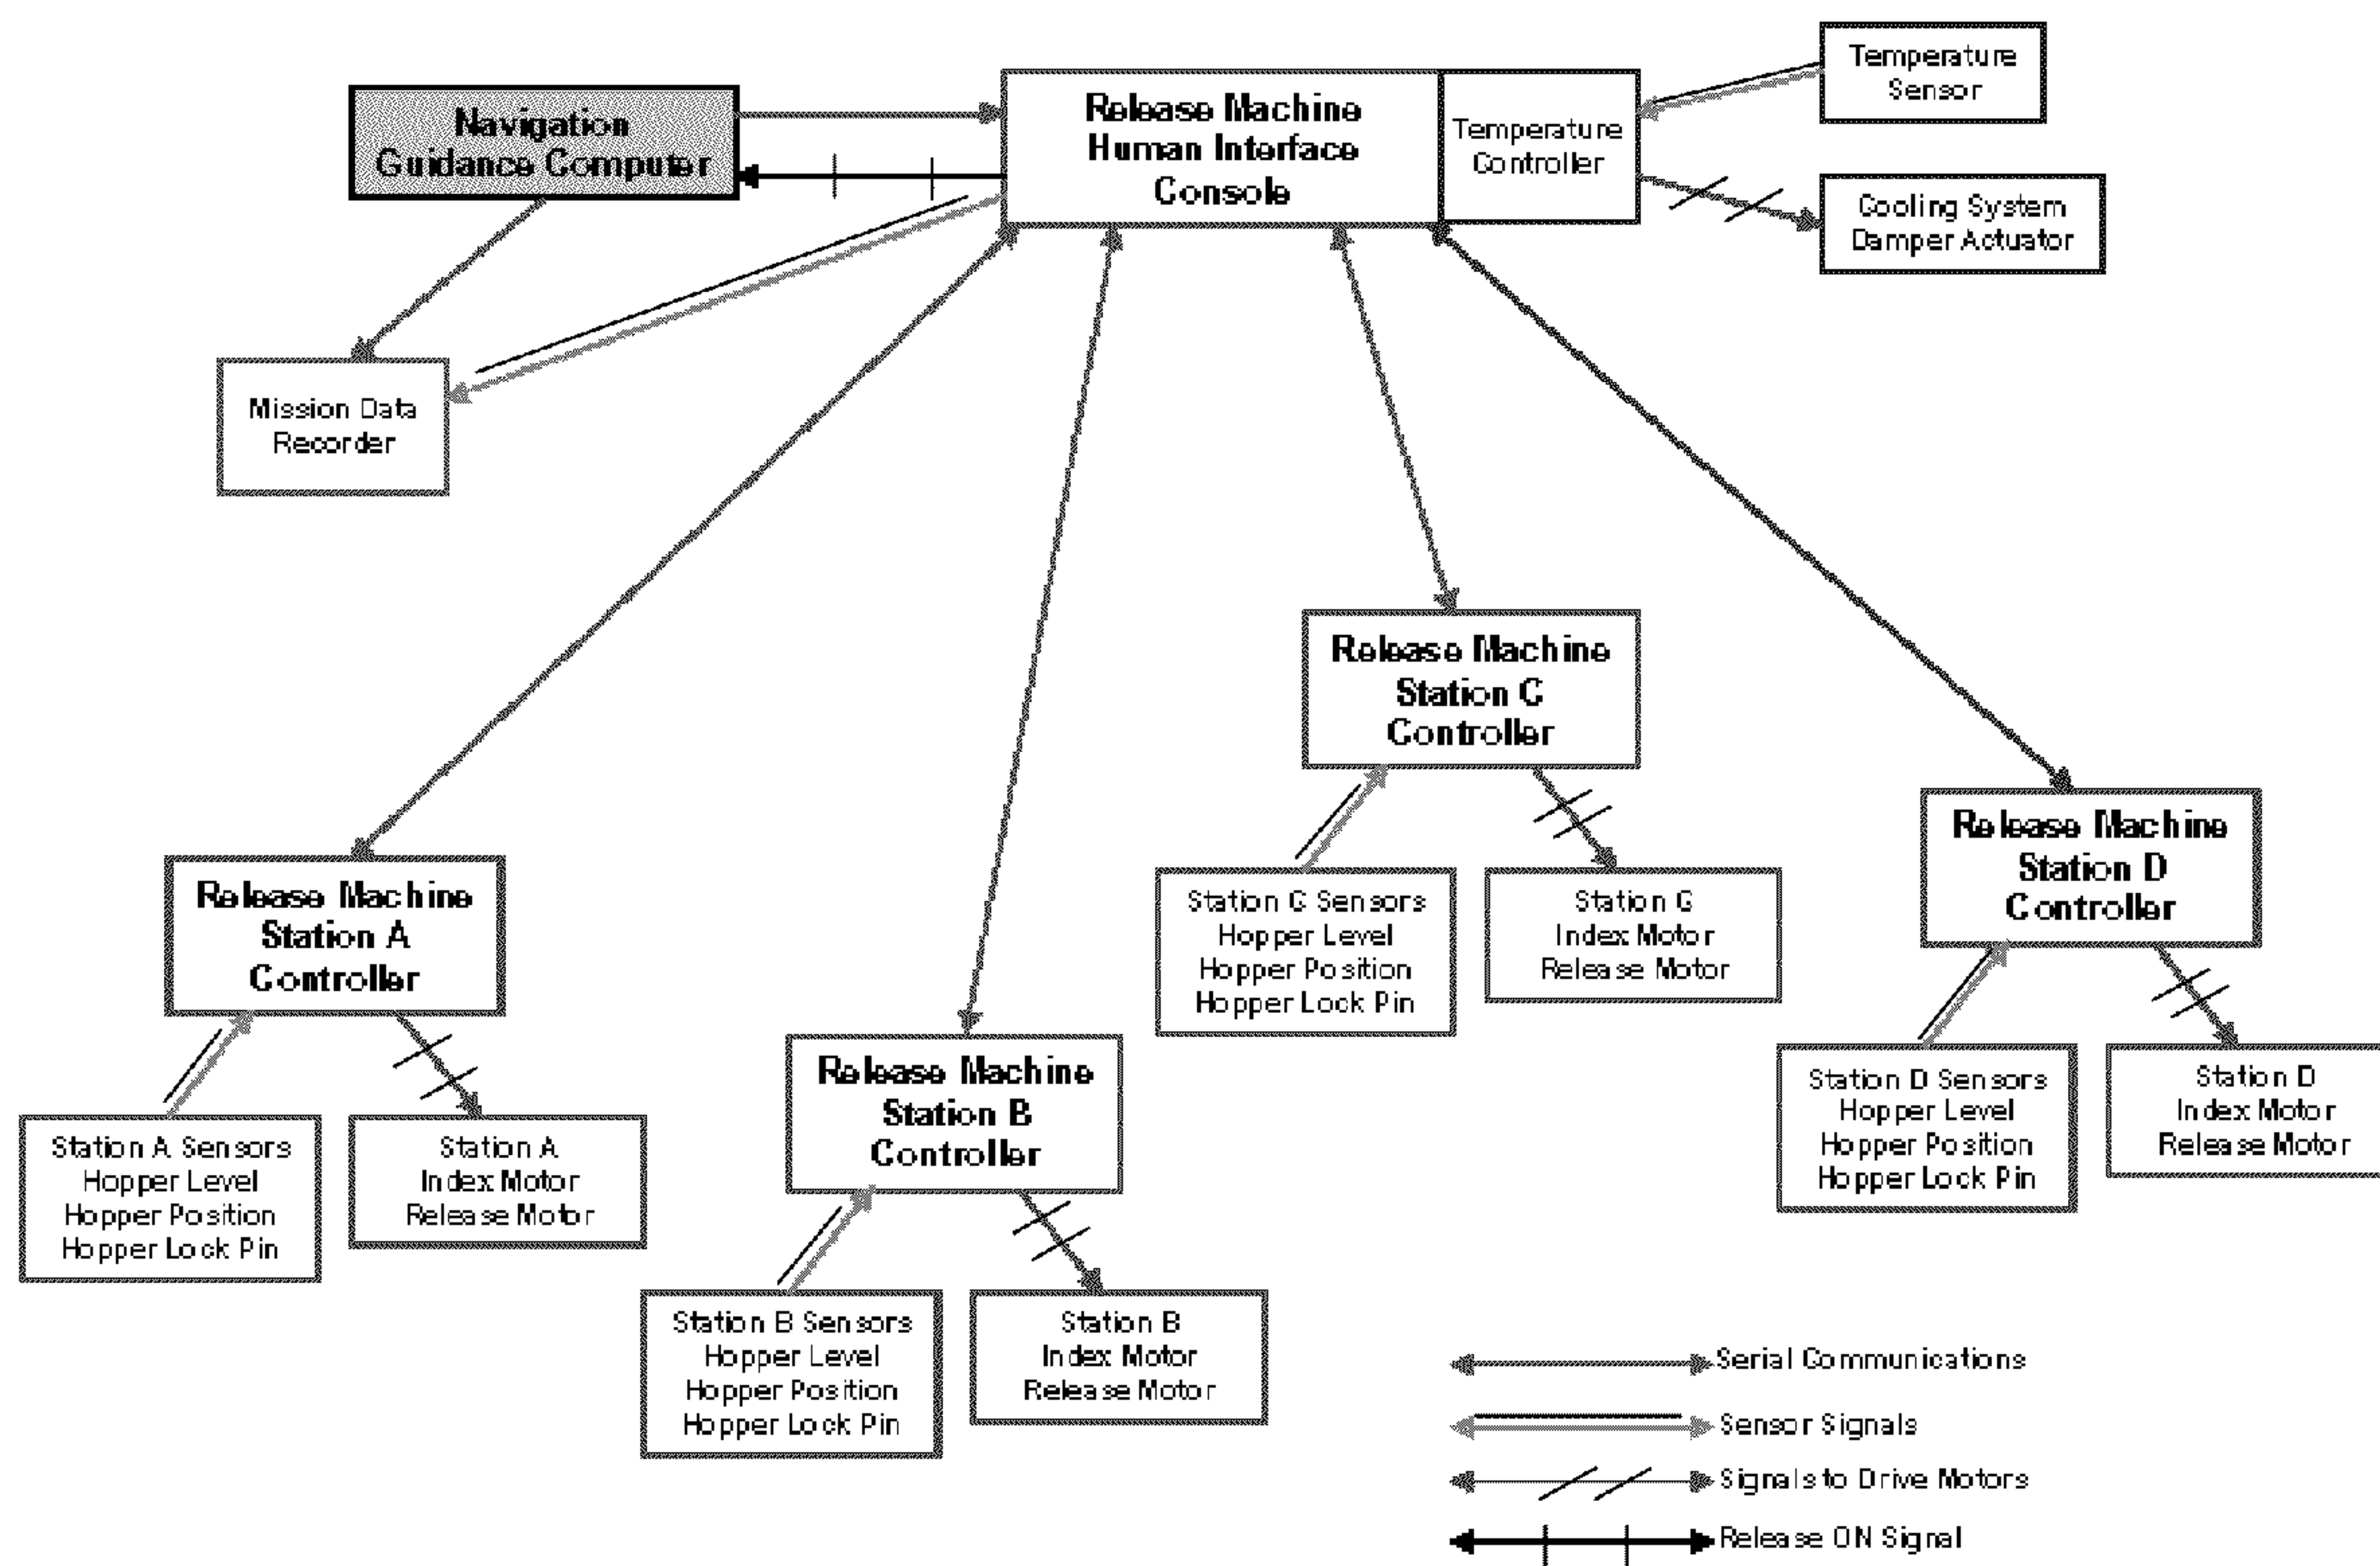 Temperature
Sensor
Navigation
Guidance Computer
Release Machine
Human Interface
Console
Temperature
Controller
Cooling System
Damper Actuator
Mission Data
Recorder
Release Machine
Station C
Controller
Release Machine
Station D
Controller
Release Machine
Station A
Controller
Station C Sensors
Hopper Level
Hopper Position
Hopper Lock Pin
Station C
Index Motor
Release Motor
Release Machine
Station B
Controller
Station D Sensors
Hopper Level
Hopper Position
Hopper Lock Pin
Station D
Index Motor
Release Motor
Station A Sensors
Hopper Level
Hopper Position
Hopper Lock Pin
Station A
Index Motor
Release Motor
Station B Sensors
Hopper Level
Hopper Position
Hopper Lock Pin
Station B
Index Motor
Release Motor
Serial Communications
Sensor Signals
Signals to Drive Motors
Release ON Signal